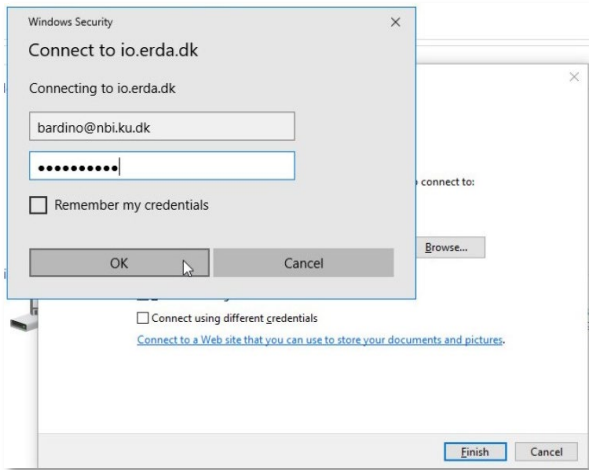 Windows Security
Connect to io.erda.dk
Connecting to io.erda.dk
bardino@nbi.ku.dk
●●●●●●●●●●
Remember my credentials
OK
Cancel
connect to:
Browse...
Connect using different credentials
Connect to a Web site that you can use to store your documents and pictures.
Finish
Cancel